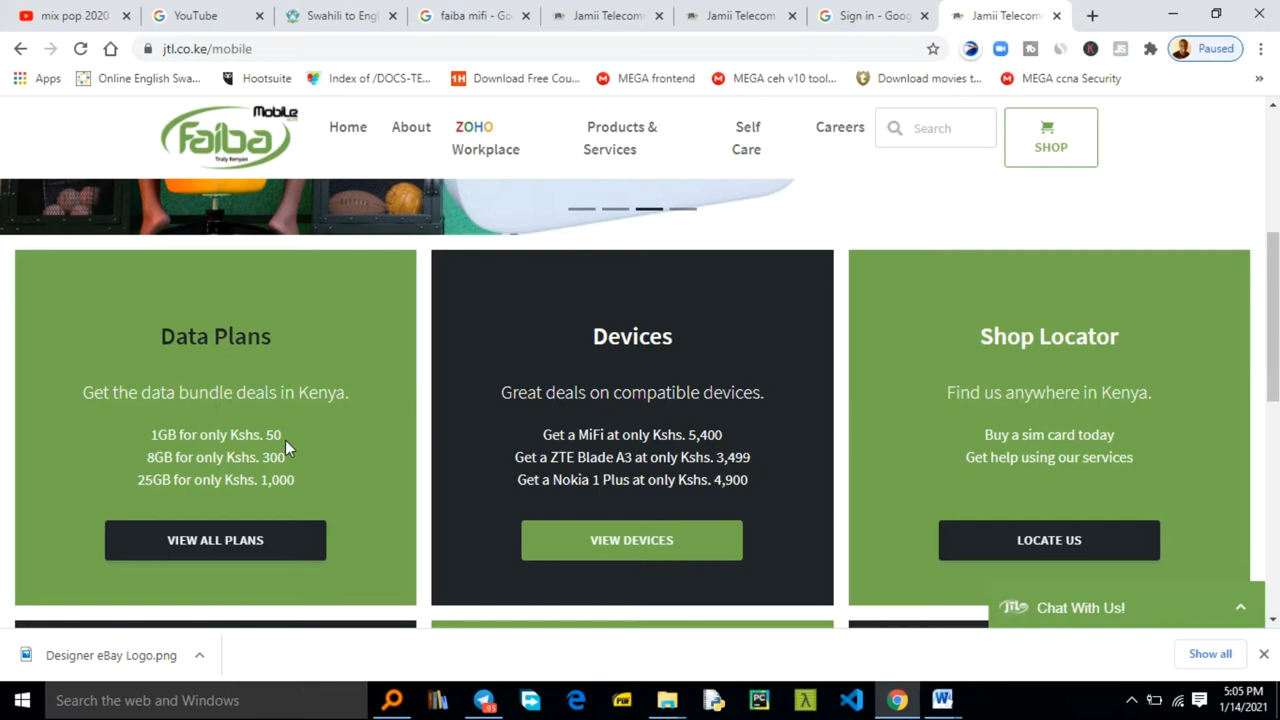 mix pop 2020
YouTube
Swahili to Engl
faiba mifi - Goo
Jamii Telecomm
Jamii Telecom
Sign in - Goog
Jamii Telecomm
jtl.co.ke/mobile
Paused
Apps
Online English Swa...
Hootsuite
Index of /DOCS-TE...
Download Free Cou...
MEGA frontend
MEGA ceh v10 tool...
Download movies t...
MEGA ccna Security
»
Mobile
faiba
Truly Kenyan
Home
About
ZOHO
Workplace
Products &
Services
Self
Care
Careers
Search
SHOP
Data Plans
Get the data bundle deals in Kenya.
1GB for only Kshs. 50
8GB for only Kshs. 300
25GB for only Kshs. 1,000
VIEW ALL PLANS
Devices
Great deals on compatible devices.
Get a MiFi at only Kshs. 5,400
Get a ZTE Blade A3 at only Kshs. 3,499
Get a Nokia 1 Plus at only Kshs. 4,900
VIEW DEVICES
Shop Locator
Find us anywhere in Kenya.
Buy a sim card today
Get help using our services
LOCATE US
JTL
Chat With Us!
Designer eBay Logo.png
Show all
Search the web and Windows
5:05 PM
1/14/2021